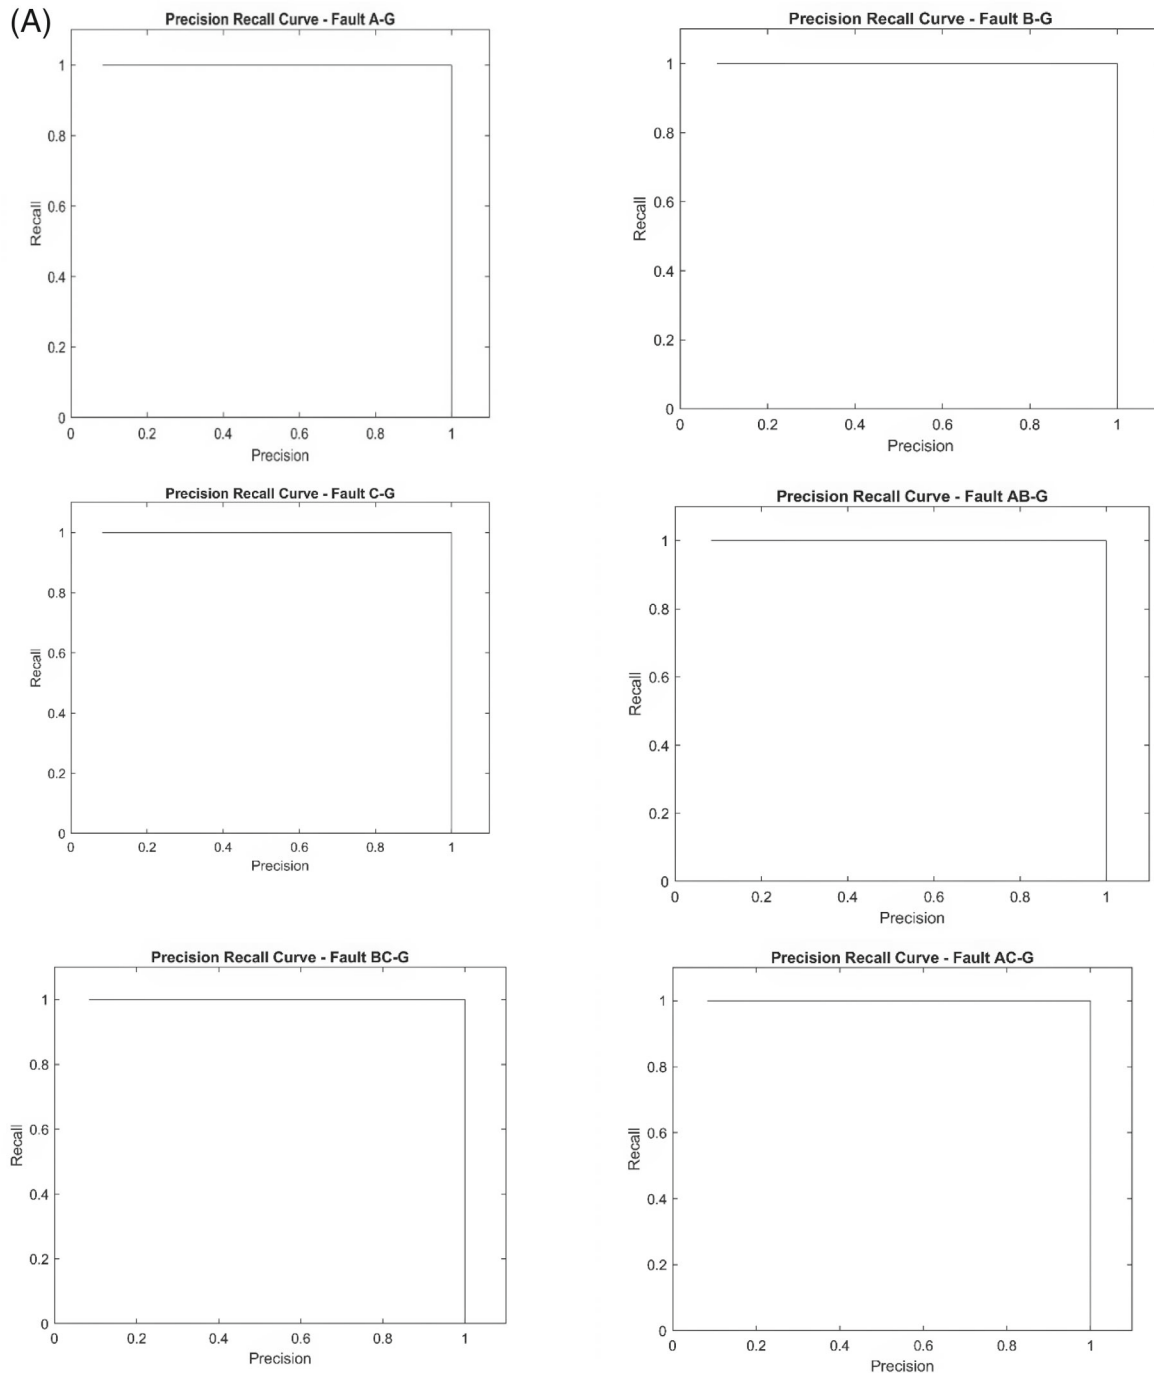 (A)
Precision Recall Curve - Fault A-G
1
0.8
0.6
0.4
0.2
0
Recall
0 0.2 0.4 0.6 0.8 1
Precision
Precision Recall Curve - Fault B-G
1
0.8
0.6
0.4
0.2
0
Recall
0 0.2 0.4 0.6 0.8 1
Precision
Precision Recall Curve - Fault C-G
1
0.8
0.6
0.4
0.2
0
Recall
0 0.2 0.4 0.6 0.8 1
Precision
Precision Recall Curve - Fault AB-G
1
0.8
0.6
0.4
0.2
0
Recall
0 0.2 0.4 0.6 0.8 1
Precision
Precision Recall Curve - Fault BC-G
1
0.8
0.6
0.4
0.2
0
Recall
0 0.2 0.4 0.6 0.8 1
Precision
Precision Recall Curve - Fault AC-G
1
0.8
0.6
0.4
0.2
0
Recall
0 0.2 0.4 0.6 0.8 1
Precision